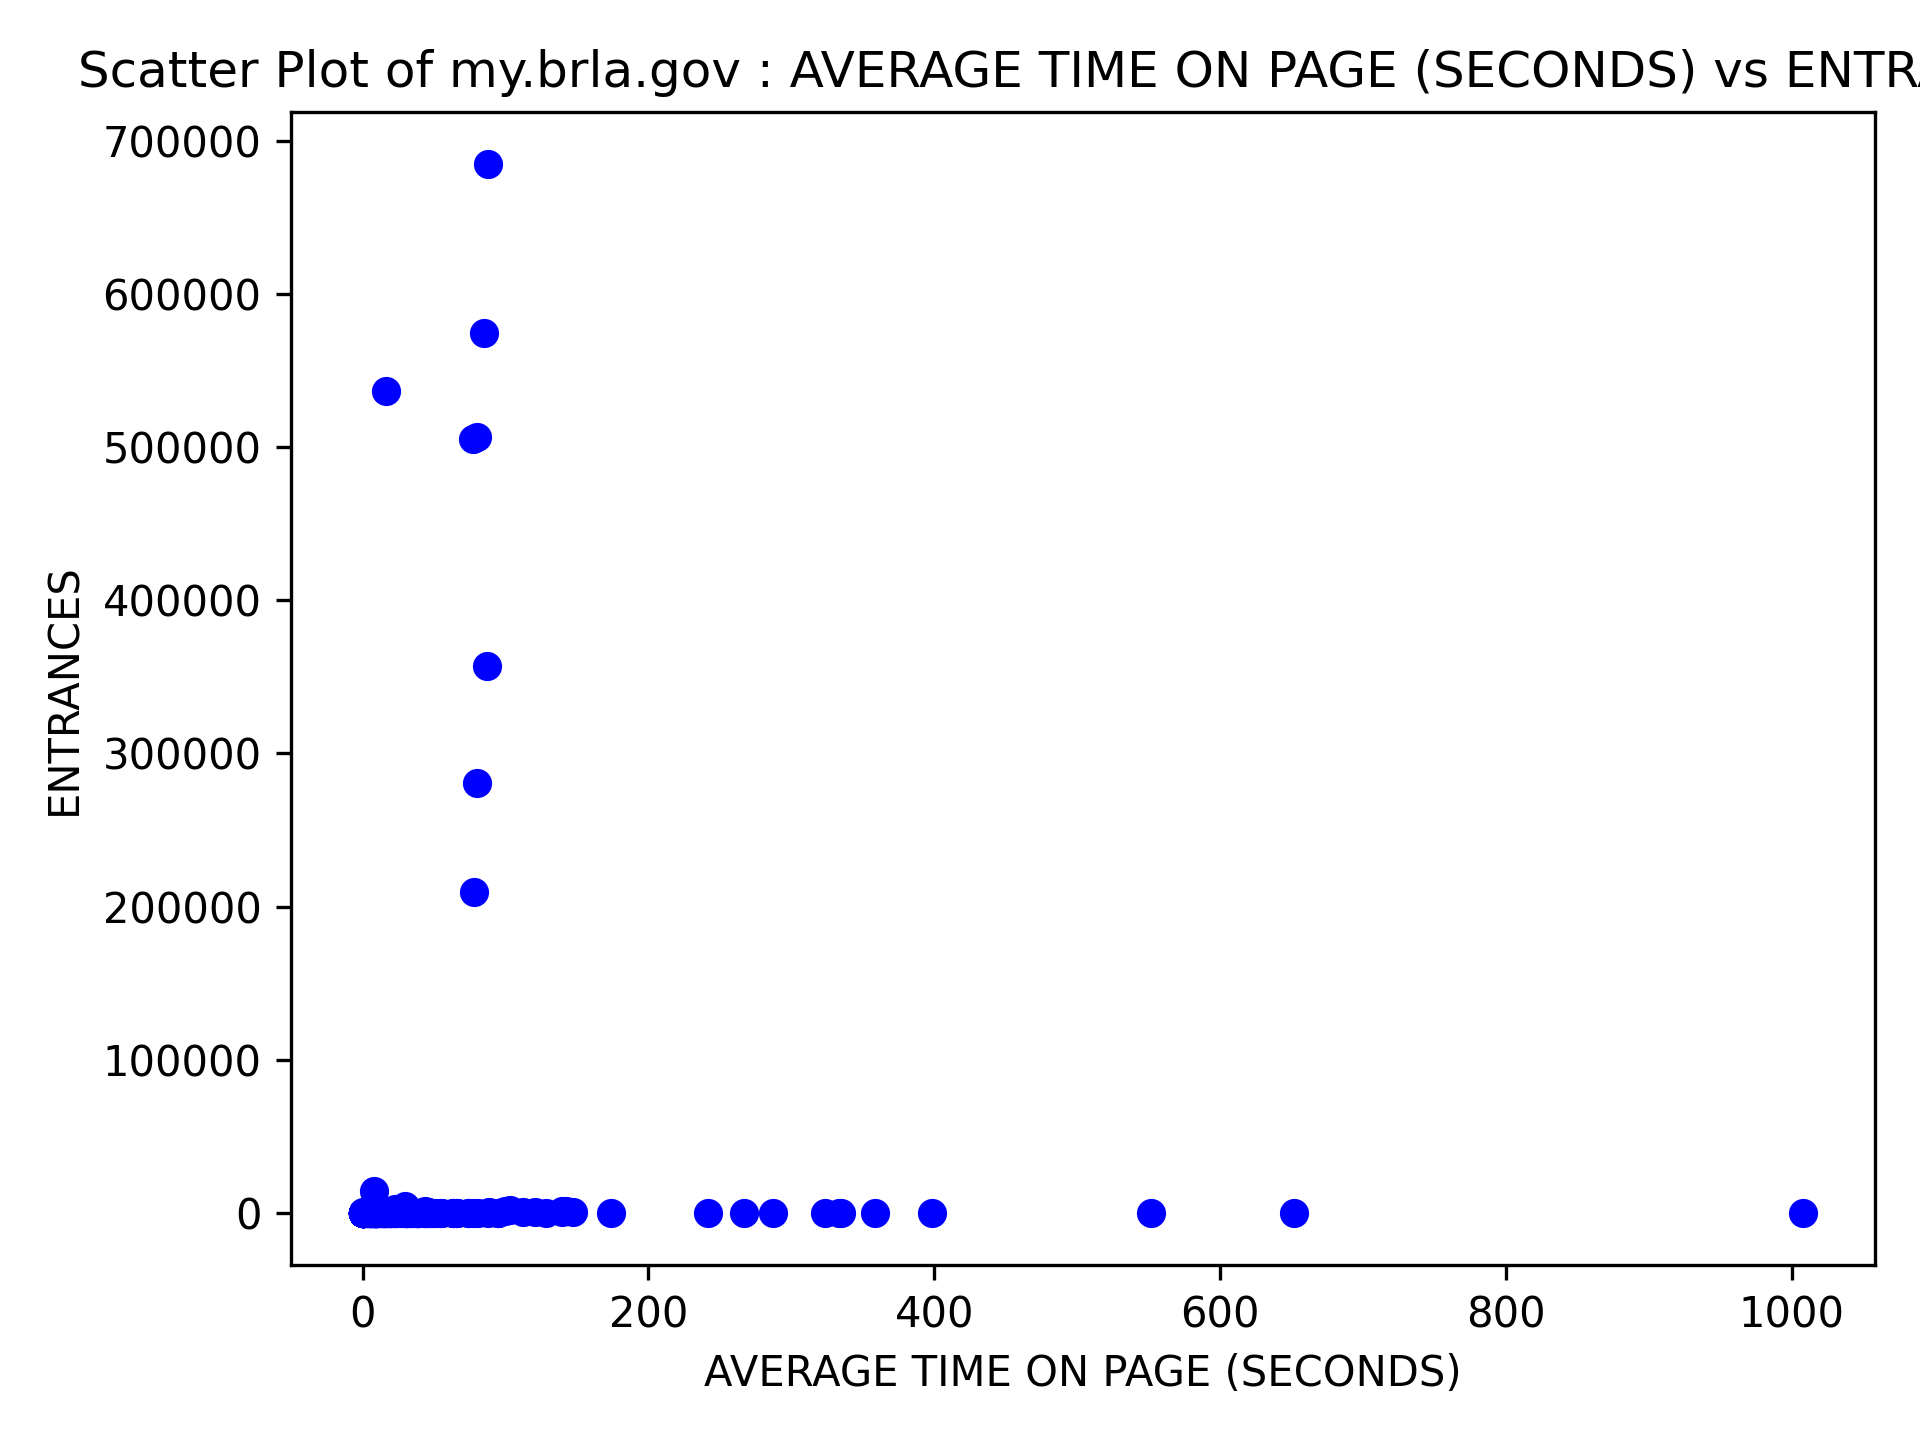 Scatter Plot of my.brla.gov : AVERAGE TIME ON PAGE (SECONDS) vs ENTR
700000
600000
500000
400000
300000
200000
100000
0
ENTRANCES
0 200 400 600 800 1000
AVERAGE TIME ON PAGE (SECONDS)